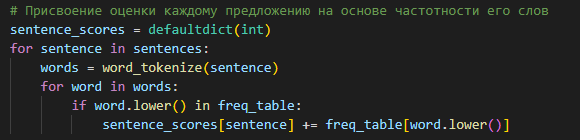 # Присвоение оценки каждому предложению на основе частотности его слов
sentence_scores = defaultdict(int)
for sentence in sentences:
    words = word_tokenize(sentence)
    for word in words:
        if word.lower() in freq_table:
            sentence_scores[sentence] += freq_table[word.lower()]